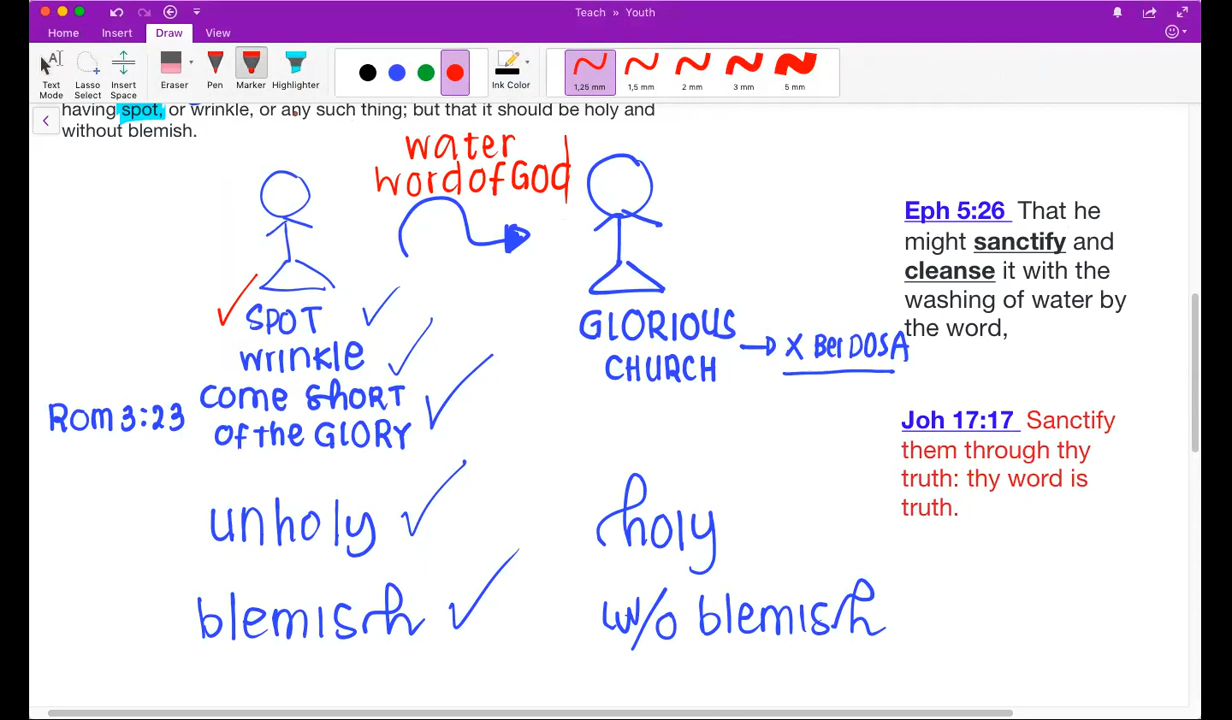 Teach » Youth
Home Insert Draw View
Text Mode
Lasso Select
Insert Space
Eraser
Pen
Marker
Highlighter
Ink Color
1,25 mm
1,5 mm
2 mm
3 mm
5 mm
having spot, or wrinkle, or any such thing; but that it should be holy and
without blemish.
water
word of GOD
SPOT
wrinkle
Rom 3:23
come short
of the GLORY
unholy
blemish
GLORIOUS
CHURCH
→ X BerDOSA
holy
w/o blemish
Eph 5:26 That he
might sanctify and
cleanse it with the
washing of water by
the word,
Joh 17:17 Sanctify
them through thy
truth: thy word is
truth.